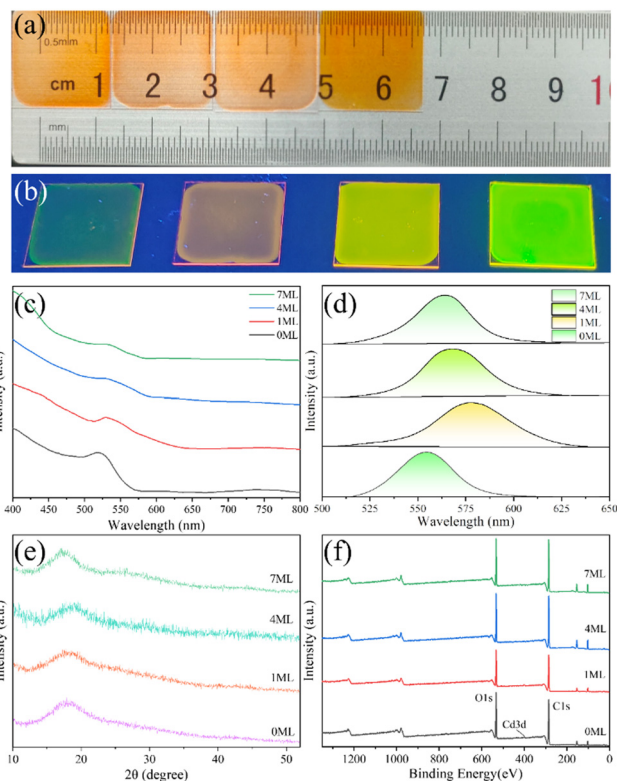 (a)
0.5mm
cm 1 2 3 4 5 6 7 8 9
mm
(b)
(c)
7ML
4ML
1ML
0ML
Intensity (a.u.)
400 450 500 550 600 650 700 750 800
Wavelength (nm)
(d)
7ML
4ML
1ML
0ML
Intensity (a.u.)
500 525 550 575 600 625 650
Wavelength (nm)
(e)
7ML
4ML
1ML
0ML
Intensity (a.u.)
10 20 30 40 50
2θ (degree)
(f)
7ML
4ML
1ML
O1s
C1s
Cd3d
0ML
Intensity (a.u.)
1200 1000 800 600 400 200 0
Binding Energy(eV)